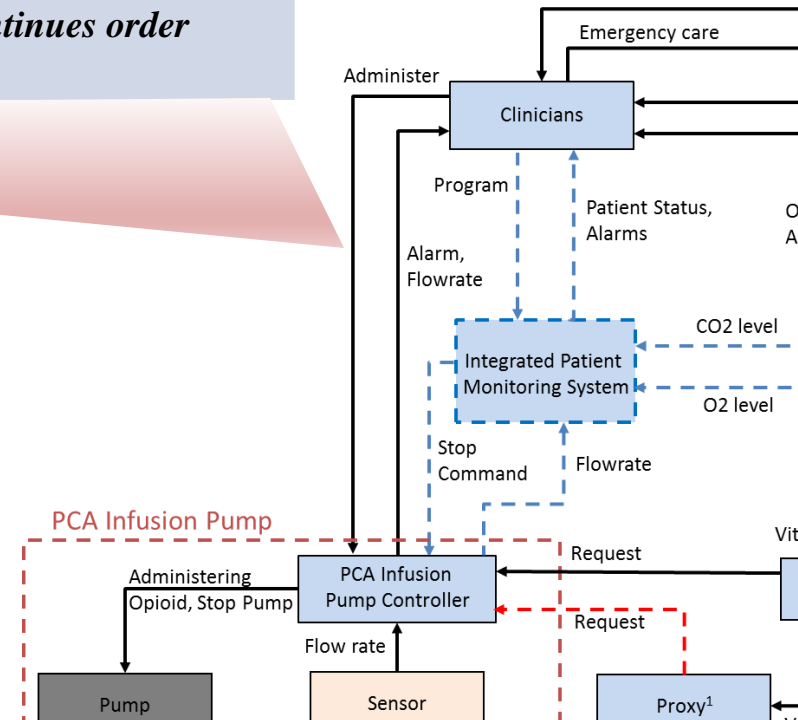 tinues order
Emergency care
Administer
Clinicians
Program
Patient Status,
Alarms
O
A
Alarm,
Flowrate
CO2 level
Integrated Patient
Monitoring System
O2 level
Stop
Command
Flowrate
PCA Infusion Pump
Vit
Request
PCA Infusion
Pump Controller
Administering
Opioid, Stop Pump
Request
Flow rate
Pump
Sensor
Proxy¹